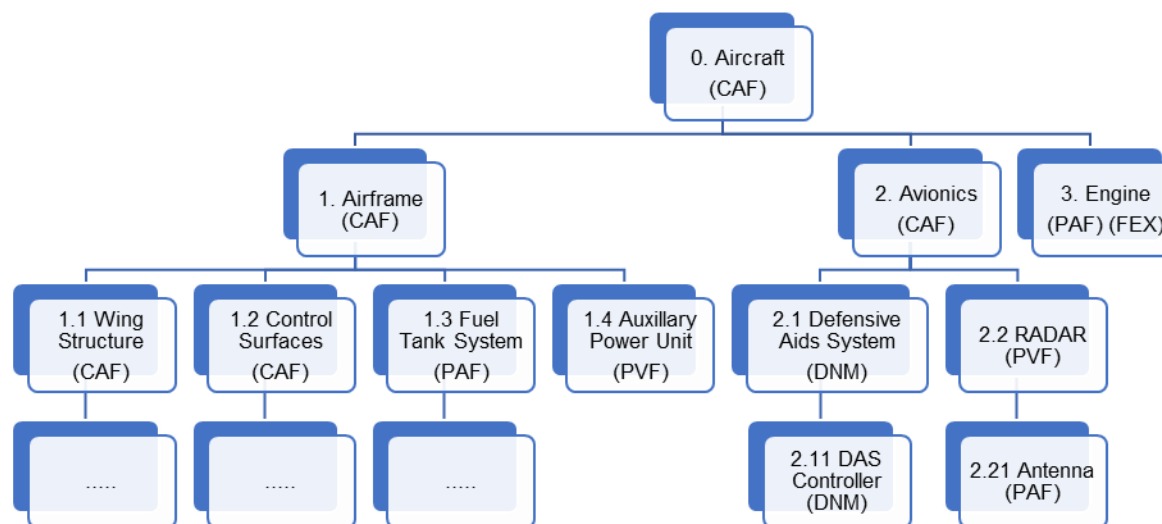 0. Aircraft
(CAF)
1. Airframe
(CAF)
2. Avionics
(CAF)
3. Engine
(PAF) (FEX)
1.1 Wing
Structure
(CAF)
1.2 Control
Surfaces
(CAF)
1.3 Fuel
Tank System
(PAF)
1.4 Auxillary
Power Unit
(PVF)
2.1 Defensive
Aids System
(DNM)
2.2 RADAR
(PVF)
.....
.....
.....
2.11 DAS
Controller
(DNM)
2.21 Antenna
(PAF)